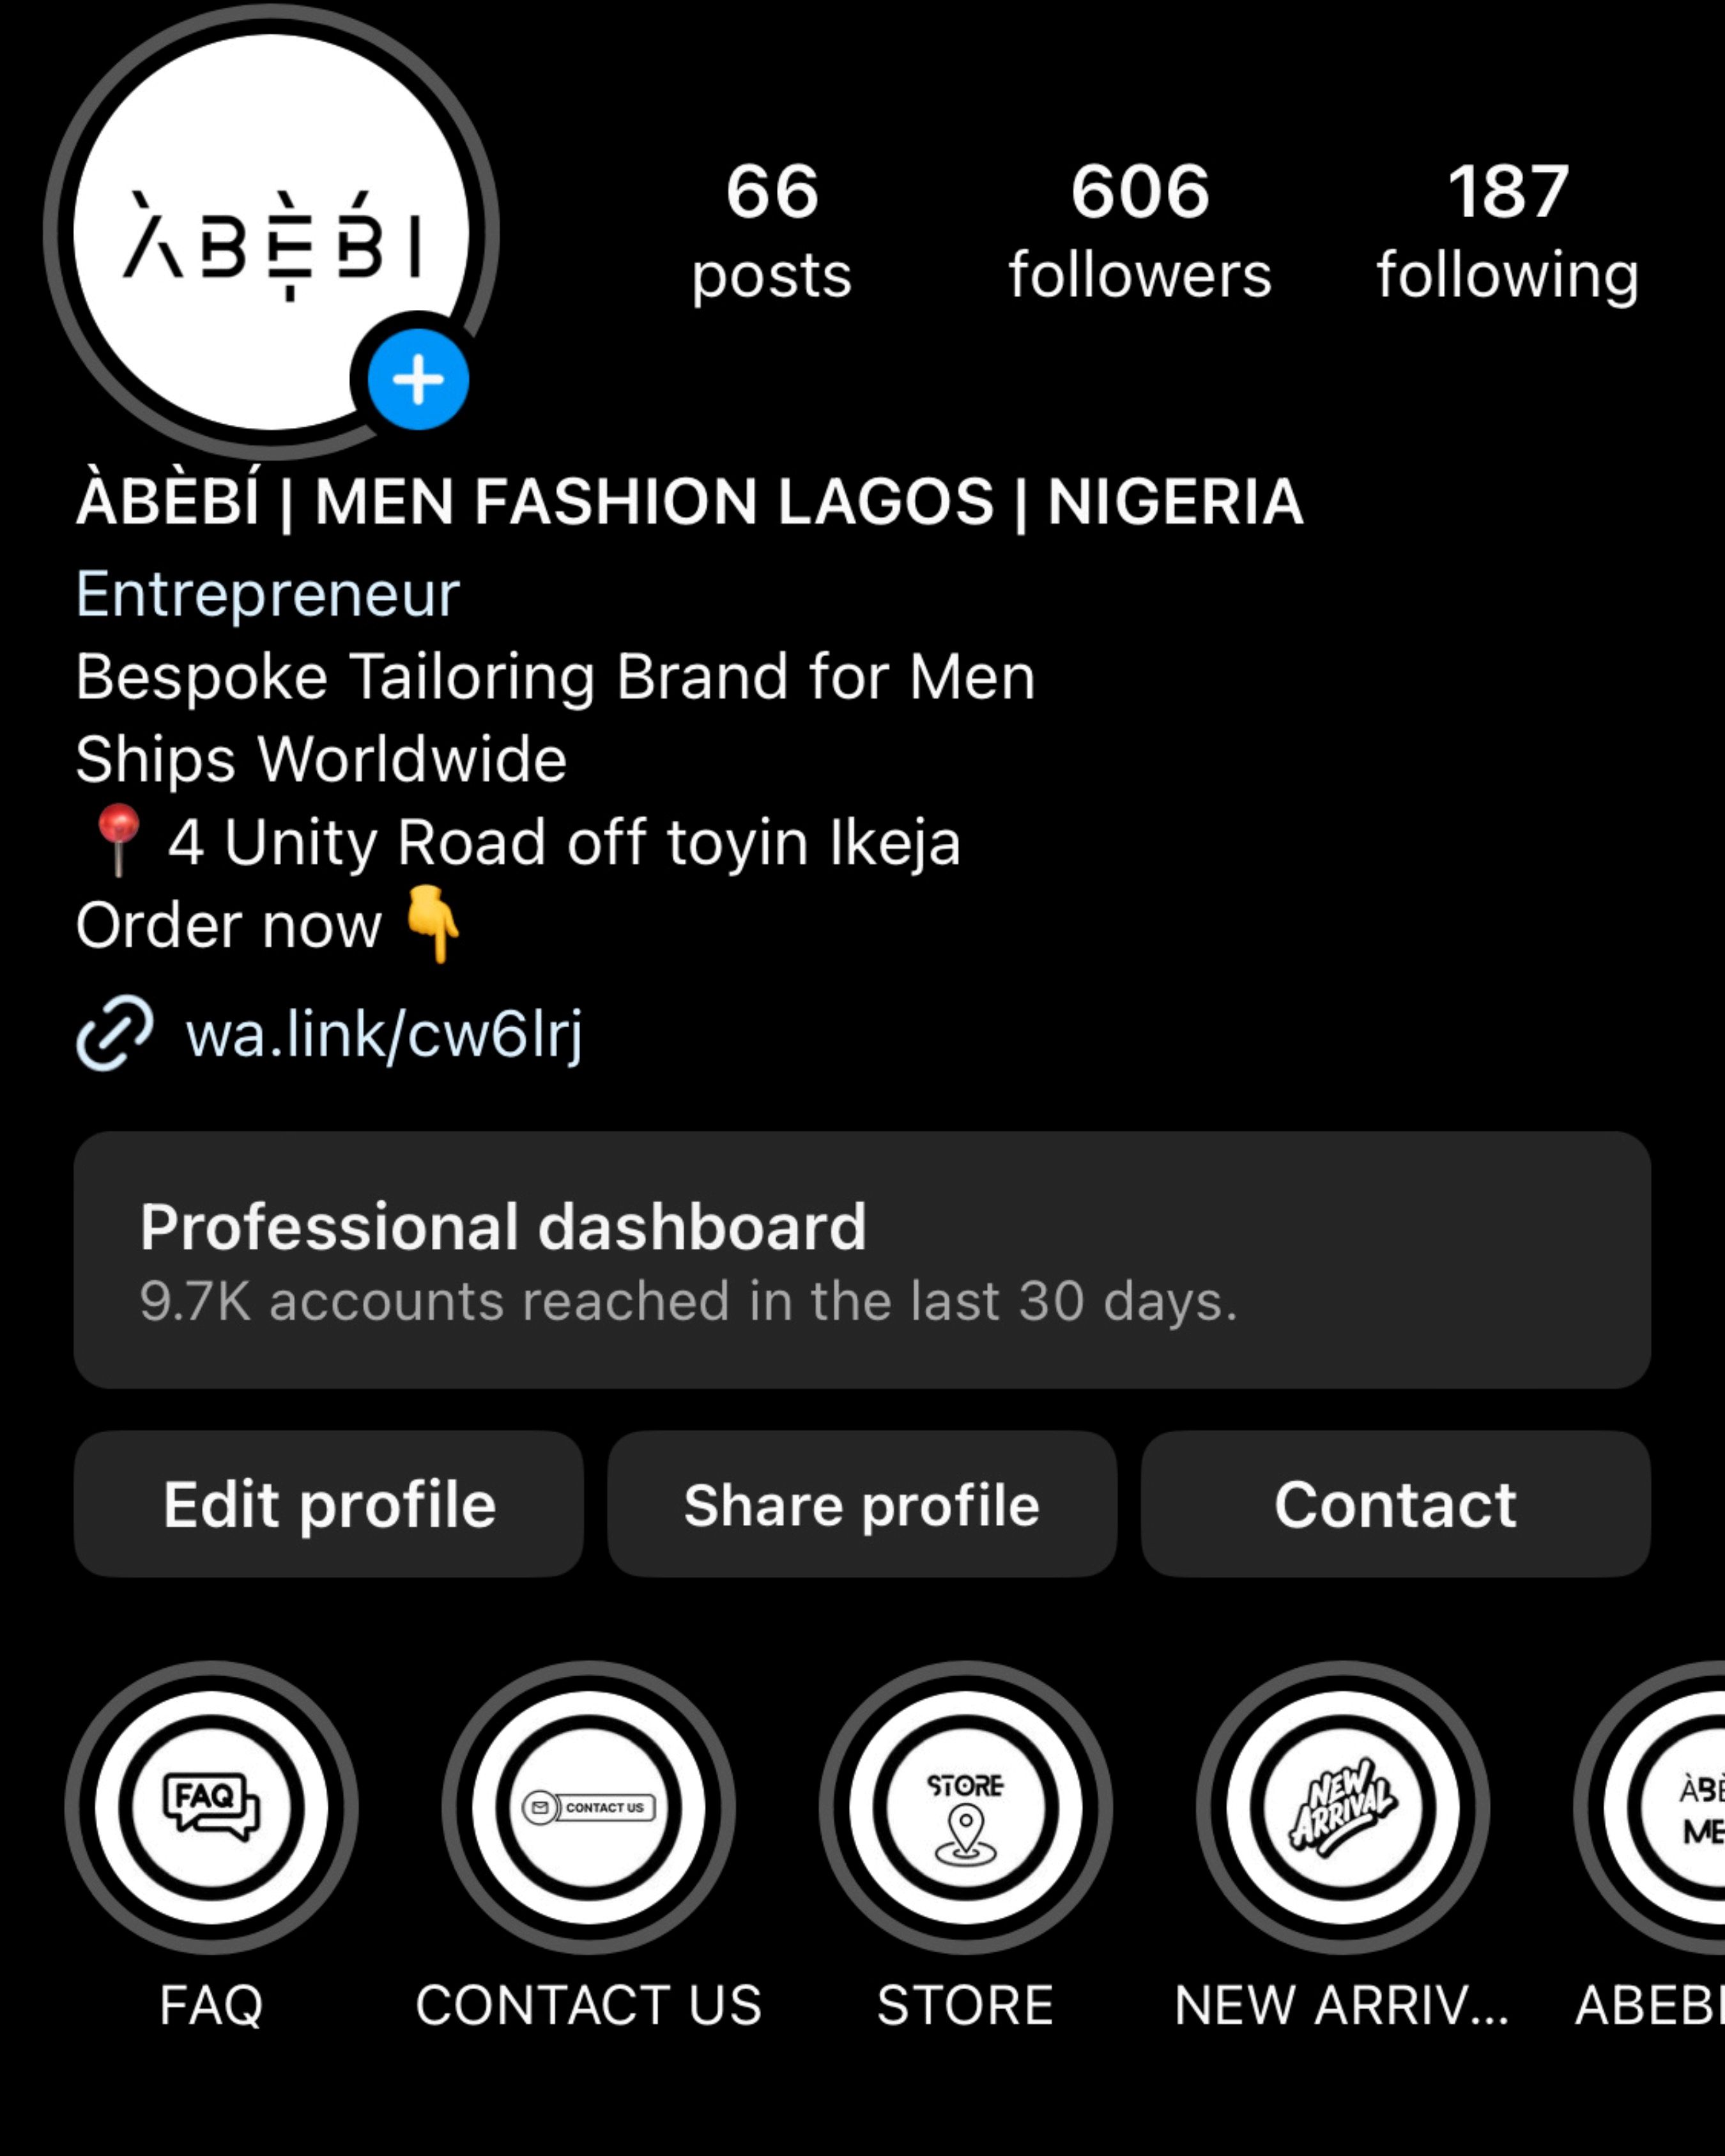 ÀBẸ̀BÍ
66 606 187
posts followers following
ÀBÈBÍ | MEN FASHION LAGOS | NIGERIA
Entrepreneur
Bespoke Tailoring Brand for Men
Ships Worldwide
📍 4 Unity Road off toyin Ikeja
Order now 👇
wa.link/cw6lrj
Professional dashboard
9.7K accounts reached in the last 30 days.
Edit profile Share profile Contact
FAQ CONTACT US STORE NEW ARRIVAL ÀBÈ
ME
FAQ CONTACT US STORE NEW ARRIV... ABEBI